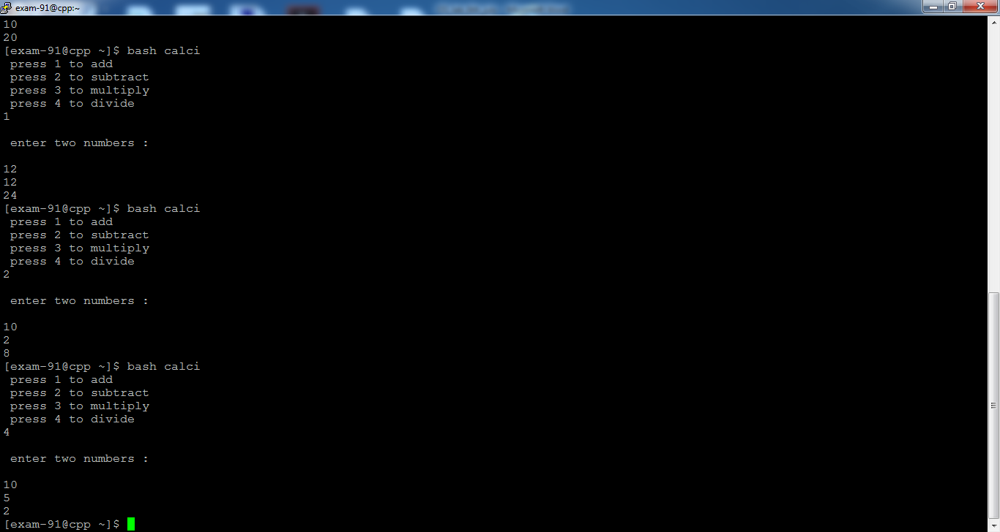 exam-91@cpp:~
10
20
[exam-91@cpp ~]$ bash calci
press 1 to add
press 2 to subtract
press 3 to multiply
press 4 to divide
1
enter two numbers :
12
12
24
[exam-91@cpp ~]$ bash calci
press 1 to add
press 2 to subtract
press 3 to multiply
press 4 to divide
2
enter two numbers :
10
2
8
[exam-91@cpp ~]$ bash calci
press 1 to add
press 2 to subtract
press 3 to multiply
press 4 to divide
4
enter two numbers :
10
5
2
[exam-91@cpp ~]$